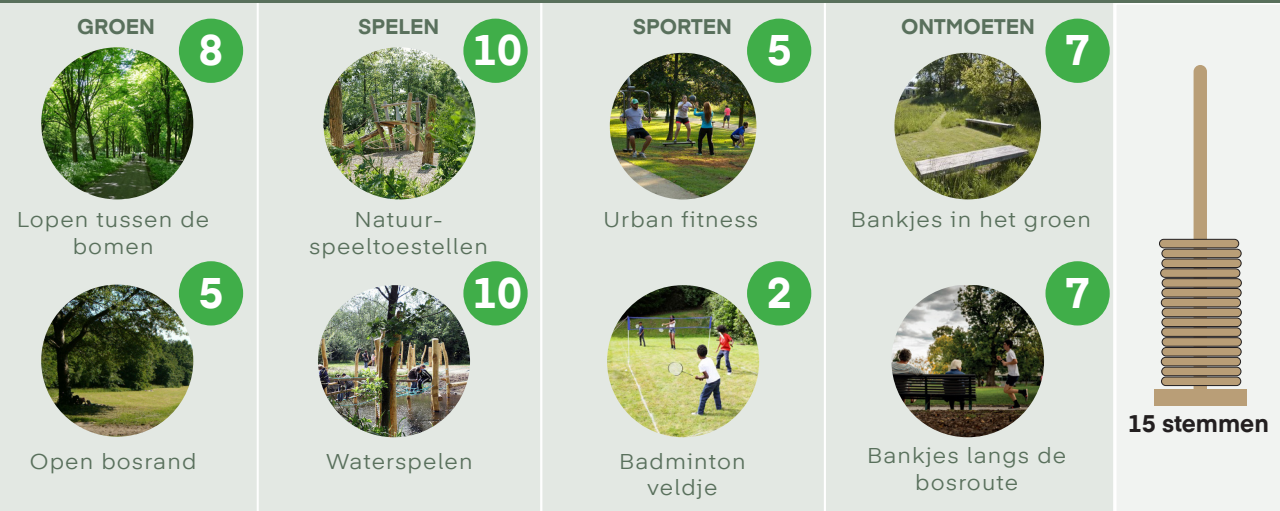 GROEN
8
Lopen tussen de
bomen
5
Open bosrand
SPELEN
10
Natuur-
speeltoestellen
10
Waterspelen
SPORTEN
5
Urban fitness
2
Badminton
veldje
ONTMOETEN
7
Bankjes in het groen
7
Bankjes langs de
bosroute
15 stemmen